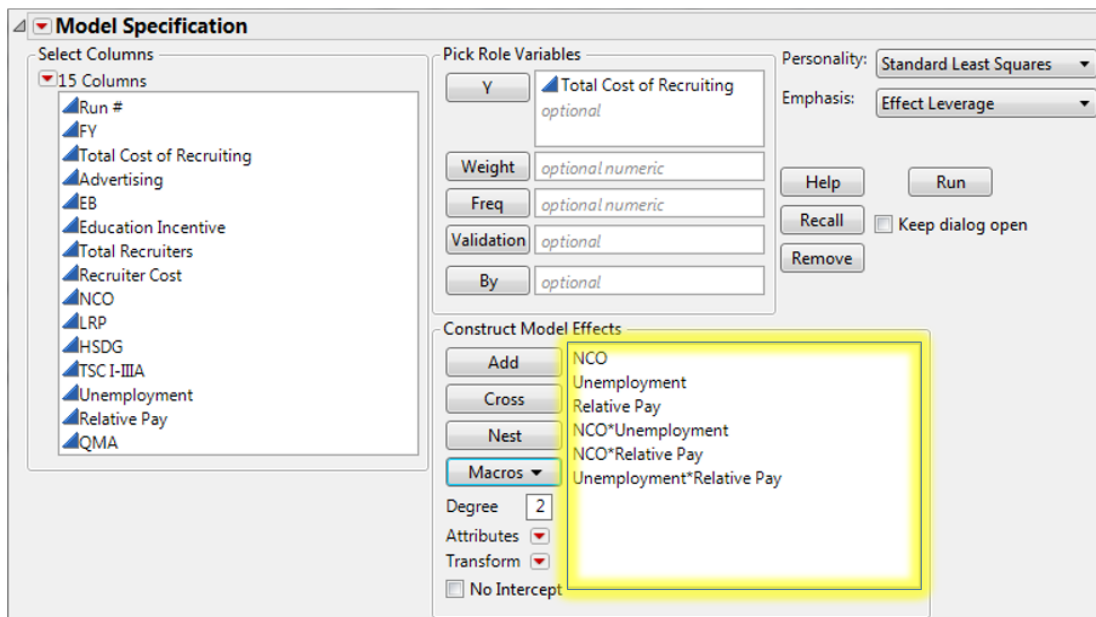 Model Specification
Select Columns
15 Columns
Run #
FY
Total Cost of Recruiting
Advertising
EB
Education Incentive
Total Recruiters
Recruiter Cost
NCO
LRP
HSDG
TSC I-IIIA
Unemployment
Relative Pay
QMA
Pick Role Variables
Y
Total Cost of Recruiting
optional
Weight
optional numeric
Freq
optional numeric
Validation
optional
By
optional
Personality:
Standard Least Squares
Emphasis:
Effect Leverage
Help
Run
Recall
Keep dialog open
Remove
Construct Model Effects
Add
Cross
Nest
Macros
Degree
2
Attributes
Transform
No Intercept
NCO
Unemployment
Relative Pay
NCO*Unemployment
NCO*Relative Pay
Unemployment*Relative Pay